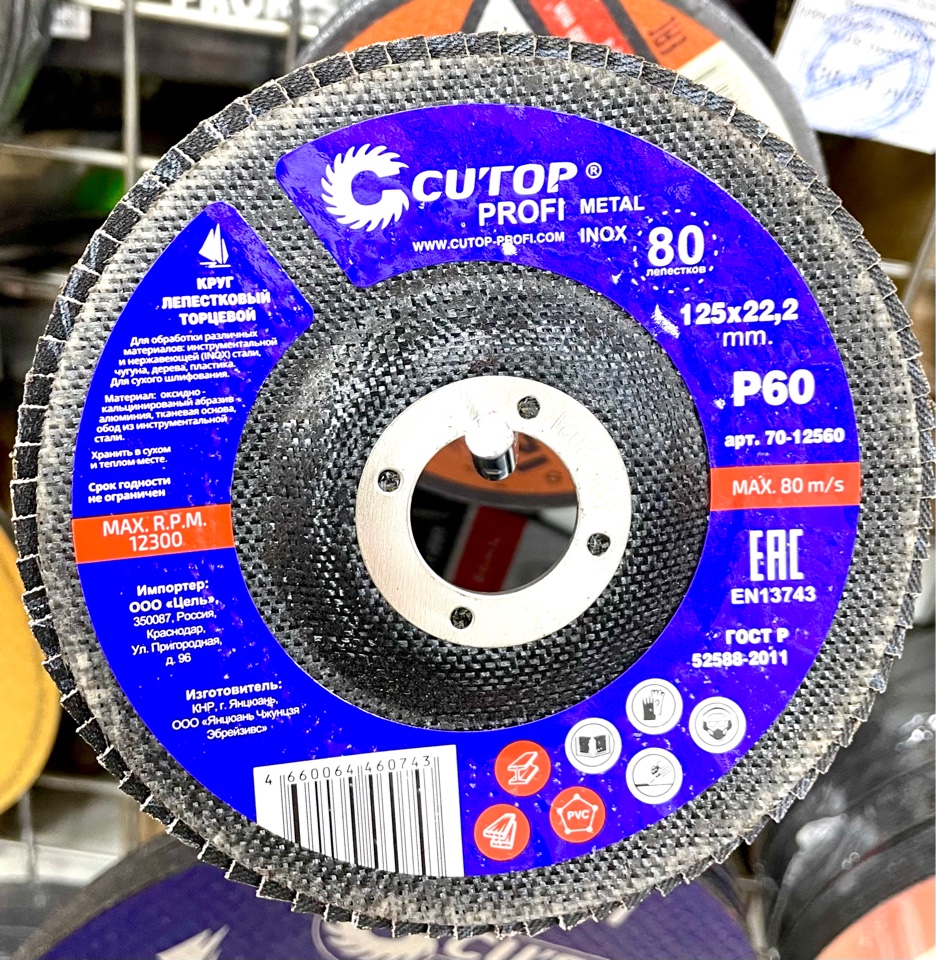 CUTOP®
PROFI METAL
WWW.CUTOP-PROFI.COM INOX
80
лепестков
125x22,2
mm.
P60
арт. 70-12560
MAX. 80 m/s
EAC
EN13743
ГОСТ Р
52588-2011
КРУГ
ЛЕПЕСТКОВЫЙ
ТОРЦЕВОЙ
Для обработки различных
материалов: инструментальной
и нержавеющей (INOX) стали,
чугуна, дерева, пластика.
Для сухого шлифования.
Материал: оксидно -
кальцинированый абразив -
алюминия, тканевая основа,
обод из инструментальной
стали.
Хранить в сухом
и теплом месте.
Срок годности
не ограничен
MAX. R.P.M.
12300
Импортер:
ООО «Цель»,
350087, Россия,
Краснодар,
Ул. Пригородная,
д. 96
Изготовитель:
КНР, г. Янцюань,
ООО «Янцюань Чжунцзя
Эбрейзивс»
4 660064 460743
PVC